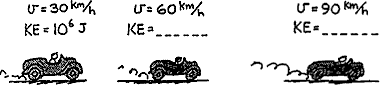 v = 30 km/h
KE = 10⁶ J
v = 60 km/h
KE = ______
v = 90 km/h
KE = ______